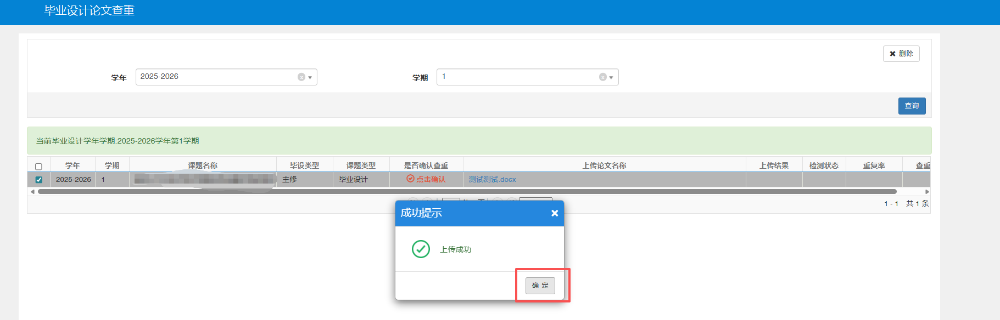 毕业设计论文查重
删除
学年 2025-2026 学期 1
查询
当前毕业设计学年学期:2025-2026学年第1学期
学年 学期 课题名称 毕设类型 课题类型 是否确认查重 上传论文名称 上传结果 检测状态 重复率 查重
2025-2026 1 主修 毕业设计 点击确认 测试测试.docx
1 - 1 共 1 条
成功提示
上传成功
确 定